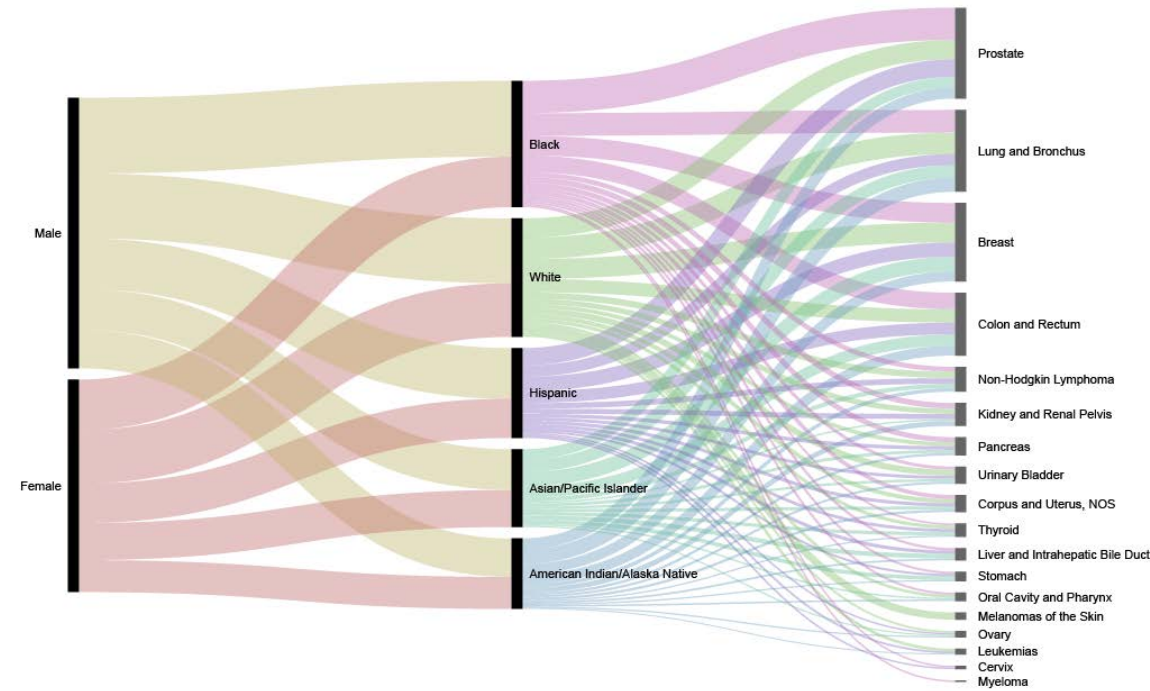 Male
Female
Black
White
Hispanic
Asian/Pacific Islander
American Indian/Alaska Native
Prostate
Lung and Bronchus
Breast
Colon and Rectum
Non-Hodgkin Lymphoma
Kidney and Renal Pelvis
Pancreas
Urinary Bladder
Corpus and Uterus, NOS
Thyroid
Liver and Intrahepatic Bile Duct
Stomach
Oral Cavity and Pharynx
Melanomas of the Skin
Ovary
Leukemias
Cervix
Myeloma